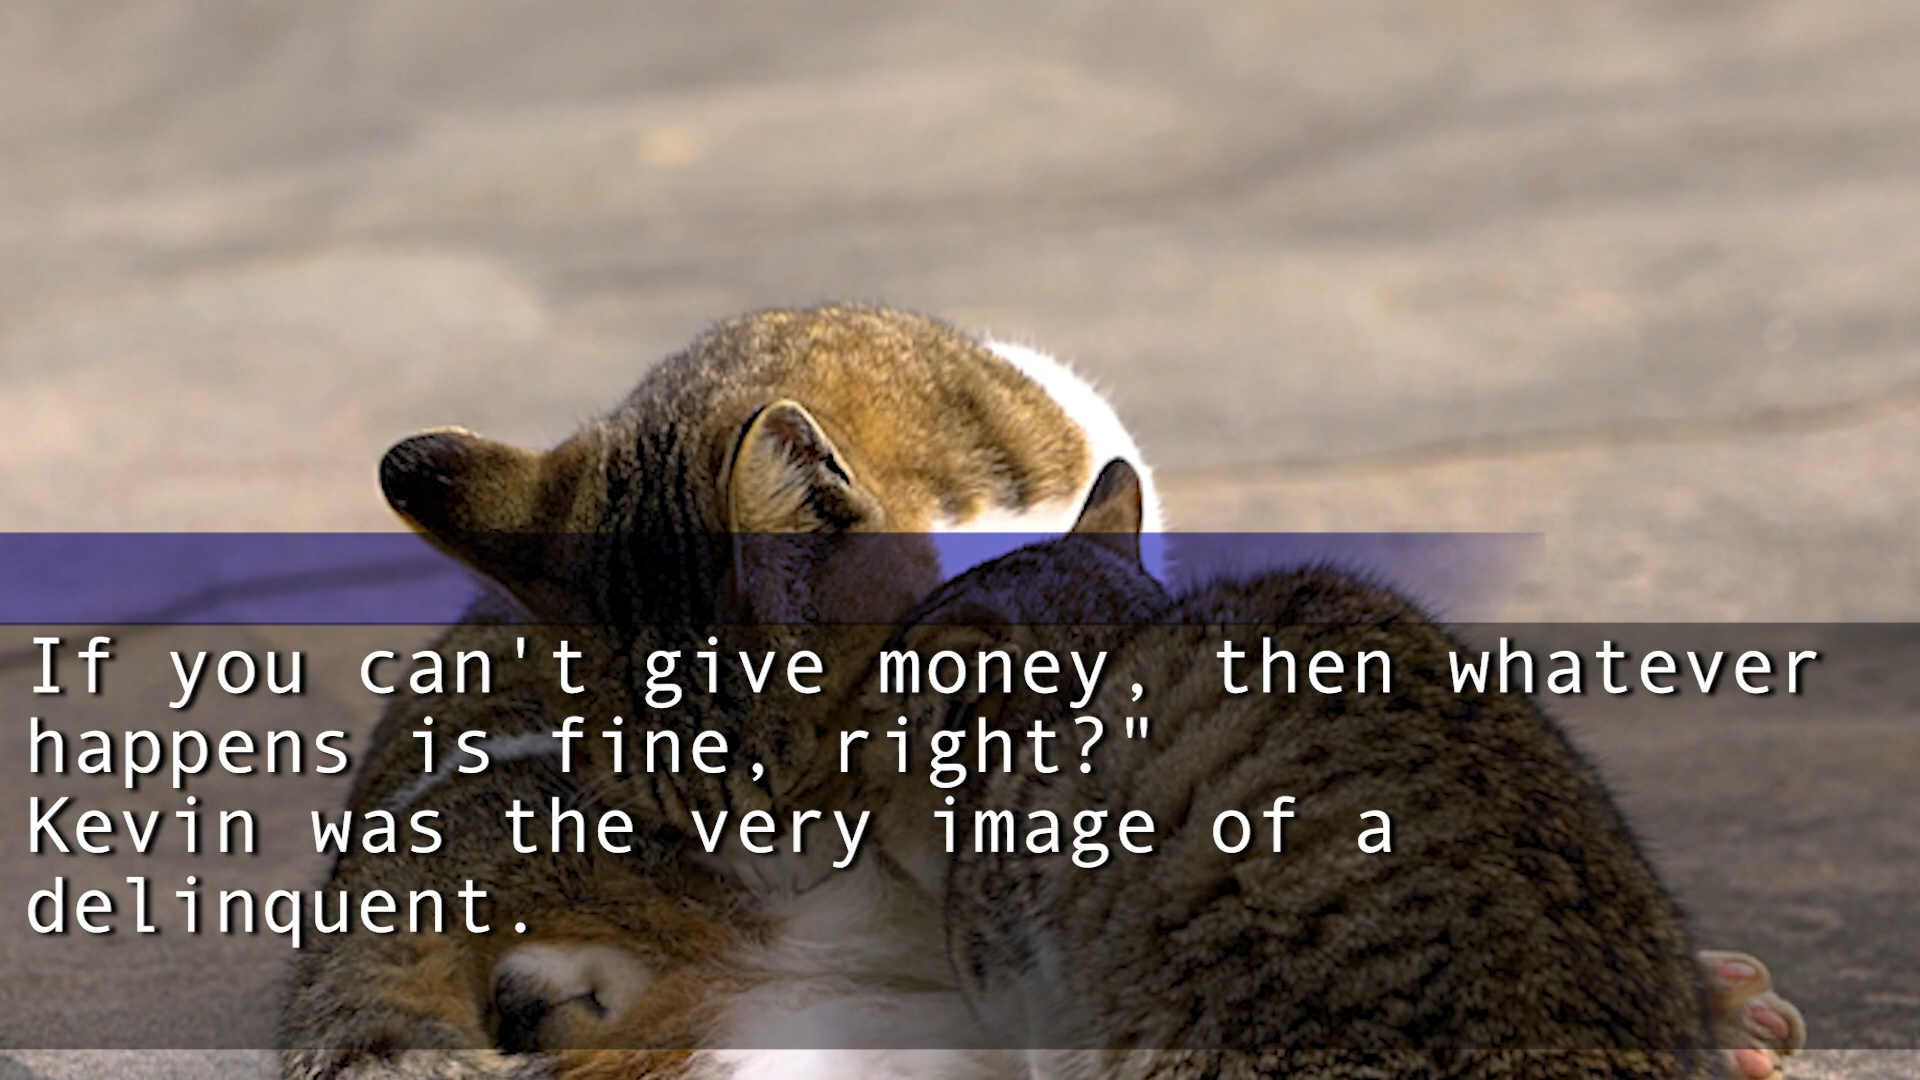 If you can't give money, then whatever
happens is fine, right?"
Kevin was the very image of a
delinquent.